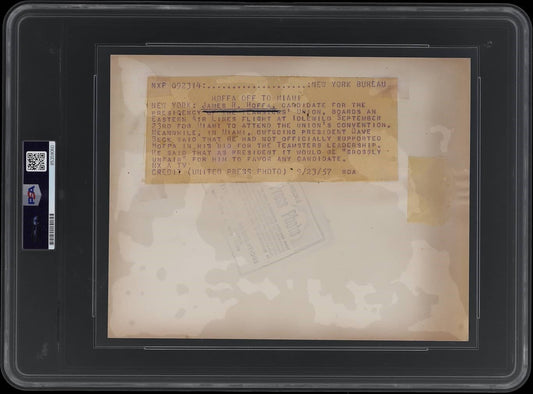 NXP 092314:.....................:NEW YORK BUREAU
HOFFA OFF TO MIAMI
NEW YORK: JAMES R. HOFFA, CANDIDATE FOR THE
PRESIDENCY UNION, BOARDS AN
EASTERN AIR LINES FLIGHT AT IDLEWILD SEPTEMBER
23RD TO MIAMI TO ATTEND THE UNION'S CONVENTION.
MEANWHILE, IN MIAMI, OUTGOING PRESIDENT DAVE
BECK SAID THAT HE HAD NOT OFFICIALLY SUPPORTED
HOFFA IN HIS BID FOR THE TEAMSTERS LEADERSHIP.
HE SAID THAT AS PRESIDENT IT WOULD BE "GROSSLY
UNFAIR" FOR HIM TO FAVOR ANY CANDIDATE.
CREDIT (UNITED PRESS PHOTO) 9/23/57
PSA
Photo